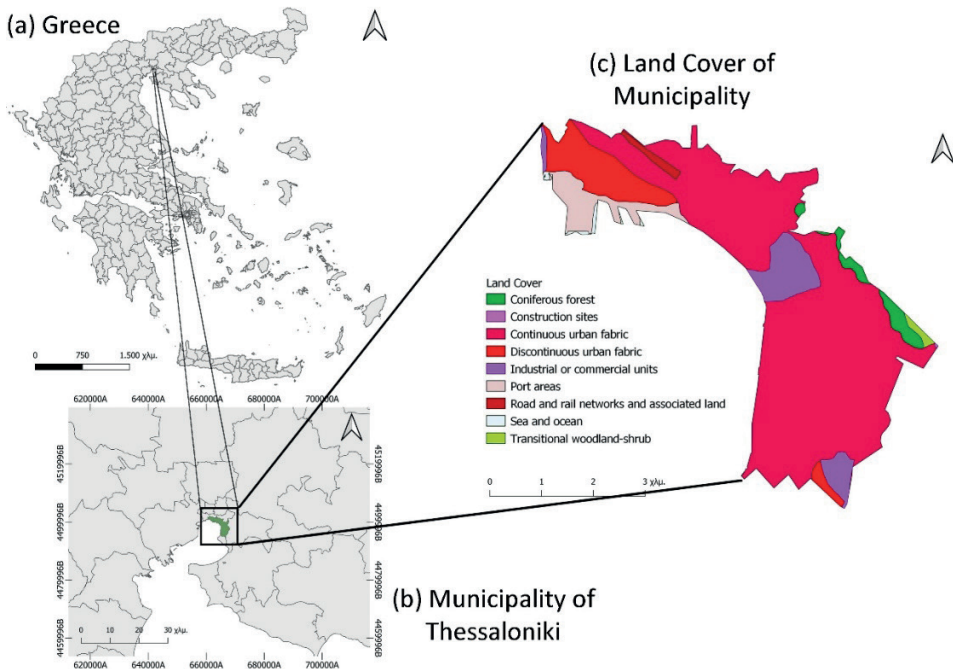 (a) Greece
0 750 1.500 χλμ.
(c) Land Cover of
Municipality
Land Cover
Coniferous forest
Construction sites
Continuous urban fabric
Discontinuous urban fabric
Industrial or commercial units
Port areas
Road and rail networks and associated land
Sea and ocean
Transitional woodland-shrub
0 1 2 3 χλμ.
620000A 640000A 660000A 680000A 700000A
4519996B 4519996B
4499996B 4499996B
4479996B 4479996B
4459996B 4459996B
0 10 20 30 χλμ.
620000A 640000A 660000A 680000A 700000A
(b) Municipality of
Thessaloniki